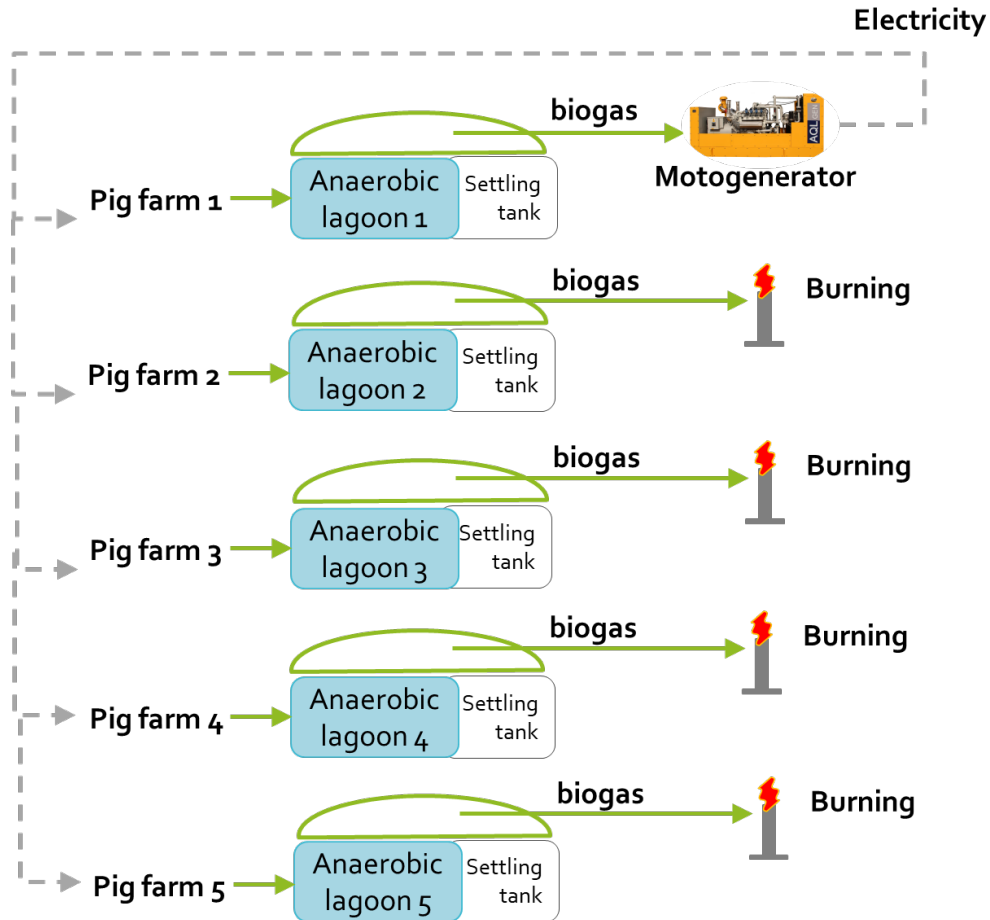 Electricity
biogas
AQL
Motogenerator
Pig farm 1
Anaerobic
lagoon 1
Settling
tank
biogas
Burning
Pig farm 2
Anaerobic
lagoon 2
Settling
tank
biogas
Burning
Pig farm 3
Anaerobic
lagoon 3
Settling
tank
biogas
Burning
Pig farm 4
Anaerobic
lagoon 4
Settling
tank
biogas
Burning
Pig farm 5
Anaerobic
lagoon 5
Settling
tank